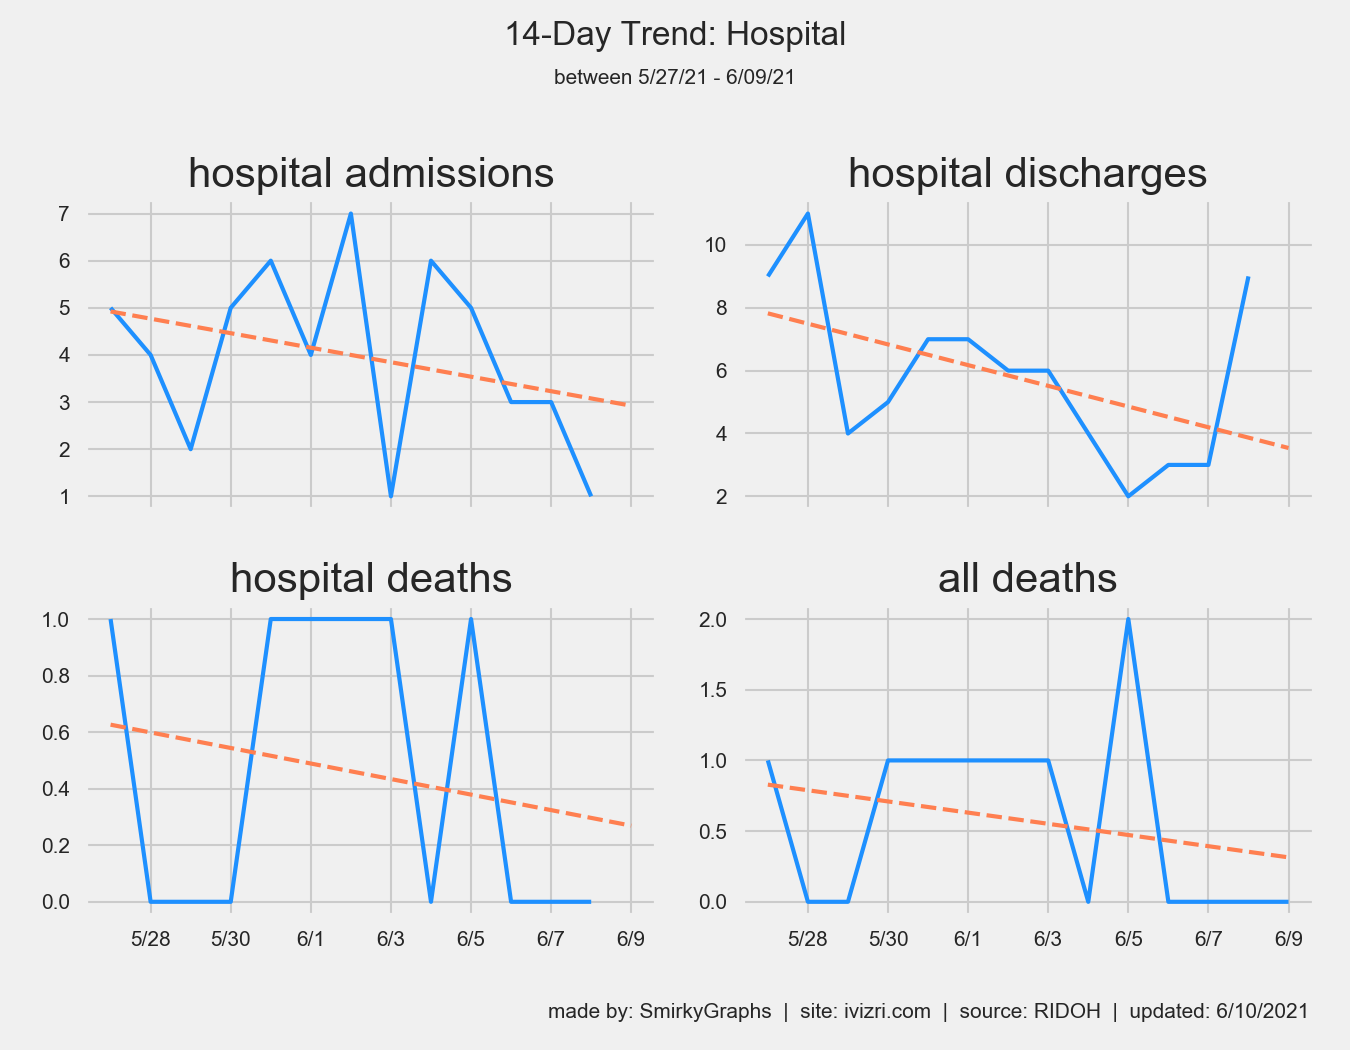 14-Day Trend: Hospital
between 5/27/21 - 6/09/21
hospital admissions
7
6
5
4
3
2
1
hospital discharges
10
8
6
4
2
hospital deaths
1.0
0.8
0.6
0.4
0.2
0.0
5/28 5/30 6/1 6/3 6/5 6/7 6/9
all deaths
2.0
1.5
1.0
0.5
0.0
5/28 5/30 6/1 6/3 6/5 6/7 6/9
made by: SmirkyGraphs | site: ivizri.com | source: RIDOH | updated: 6/10/2021